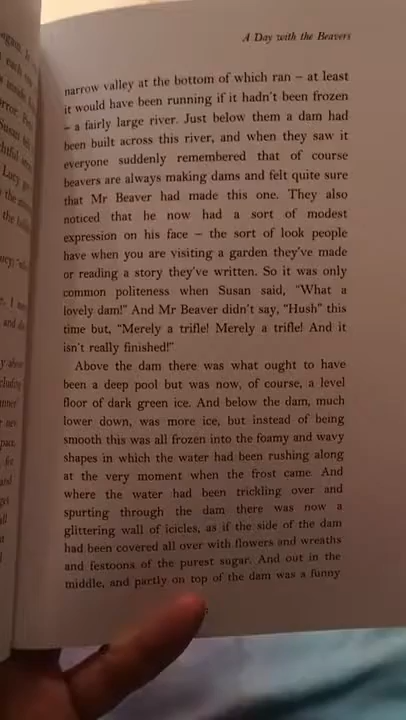 A Day with the Beavers
narrow valley at the bottom of which ran – at least
it would have been running if it hadn't been frozen
– a fairly large river. Just below them a dam had
been built across this river, and when they saw it
everyone suddenly remembered that of course
beavers are always making dams and felt quite sure
that Mr Beaver had made this one. They also
noticed that he now had a sort of modest
expression on his face – the sort of look people
have when you are visiting a garden they've made
or reading a story they've written. So it was only
common politeness when Susan said, "What a
lovely dam!" And Mr Beaver didn't say, "Hush" this
time but, "Merely a trifle! Merely a trifle! And it
isn't really finished!"
Above the dam there was what ought to have
been a deep pool but was now, of course, a level
floor of dark green ice. And below the dam, much
lower down, was more ice, but instead of being
smooth this was all frozen into the foamy and wavy
shapes in which the water had been rushing along
at the very moment when the frost came. And
where the water had been trickling over and
spurting through the dam there was now a
glittering wall of icicles, as if the side of the dam
had been covered all over with flowers and wreaths
and festoons of the purest sugar. And out in the
middle, and partly on top of the dam was a funny